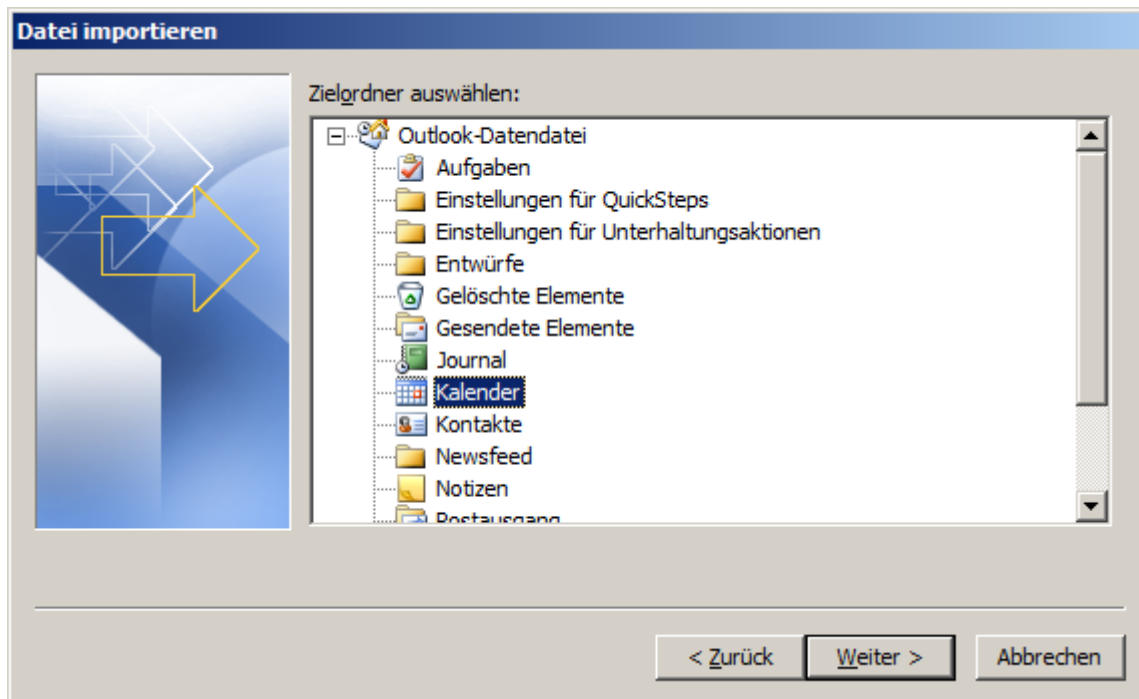 Datei importieren
Zielordner auswählen:
Outlook-Datendatei
Aufgaben
Einstellungen für QuickSteps
Einstellungen für Unterhaltungsaktionen
Entwürfe
Gelöschte Elemente
Gesendete Elemente
Journal
Kalender
Kontakte
Newsfeed
Notizen
Postausgang
< Zurück Weiter > Abbrechen